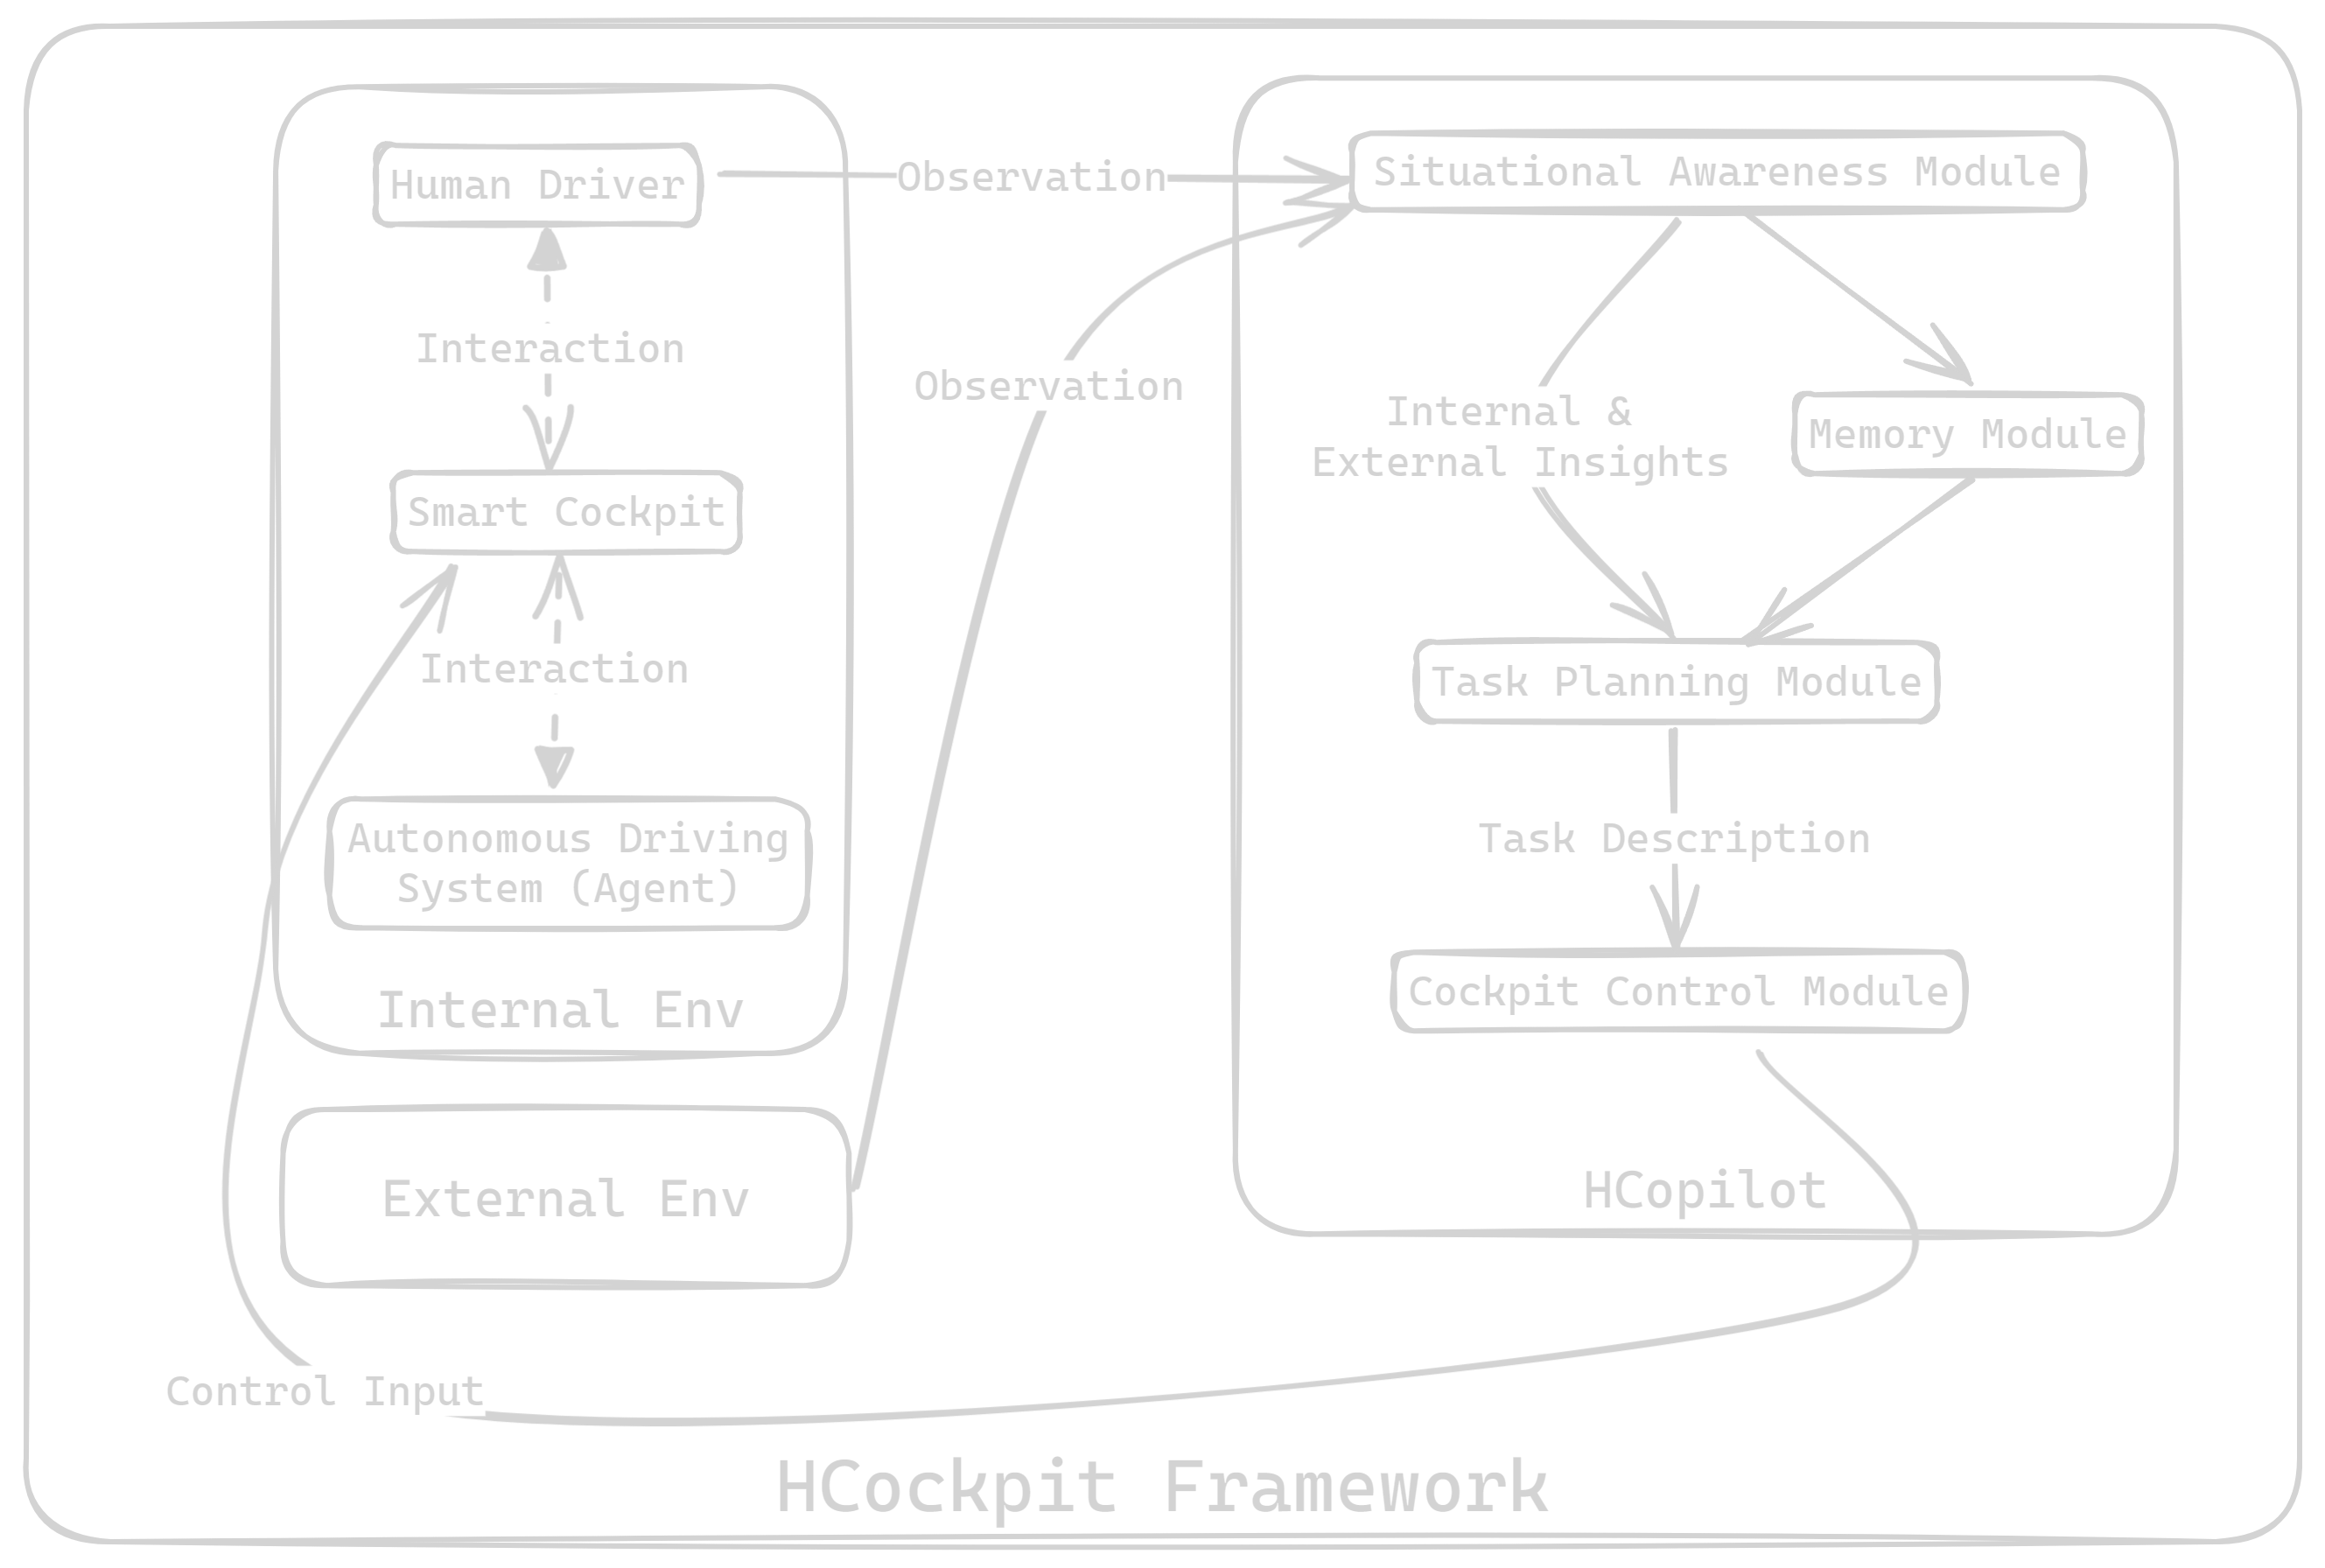 Human Driver
Observation
Situational Awareness Module
Interaction
Observation
Internal &
External Insights
Memory Module
Smart Cockpit
Interaction
Task Planning Module
Autonomous Driving
System (Agent)
Task Description
Internal Env
Cockpit Control Module
External Env
HCopilot
Control Input
HCockpit Framework